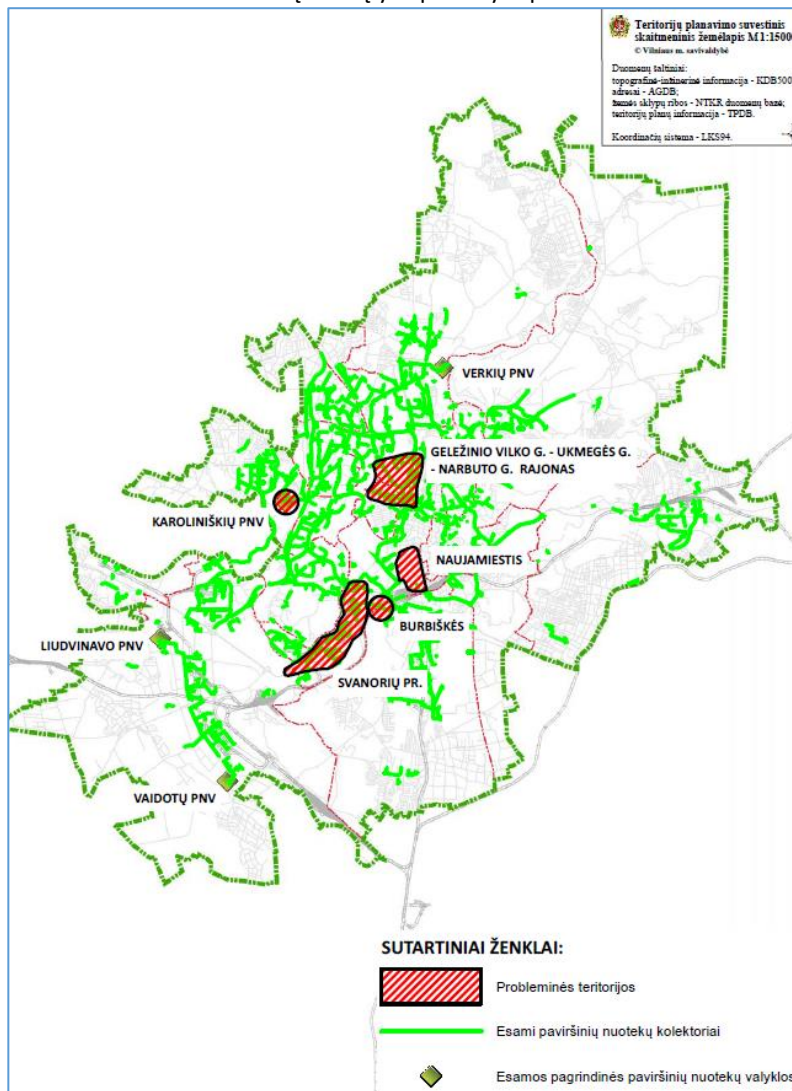 Teritorijų planavimo suvestinis
skaitmeninis žemėlapis M 1:15000
© Vilniaus m. savivaldybė
Duomenų šaltiniai:
topografinė-inžinerinė informacija - KDB500
adresai - AGDB;
žemės sklypų ribos - NTKR duomenų bazė;
teritorijų planų informacija - TPDB.
Koordinačių sistema - LKS94.
VERKIŲ PNV
GELEŽINIO VILKO G. - UKMEGĖS G.
- NARBUTO G. RAJONAS
KAROLINIŠKIŲ PNV
NAUJAMIESTIS
BURBIŠKĖS
LIUDVINAVO PNV
SVANORIŲ PR.
VAIDOTŲ PNV
SUTARTINIAI ŽENKLAI:
Probleminės teritorijos
Esami paviršinių nuotekų kolektoriai
Esamos pagrindinės paviršinių nuotekų valyklos